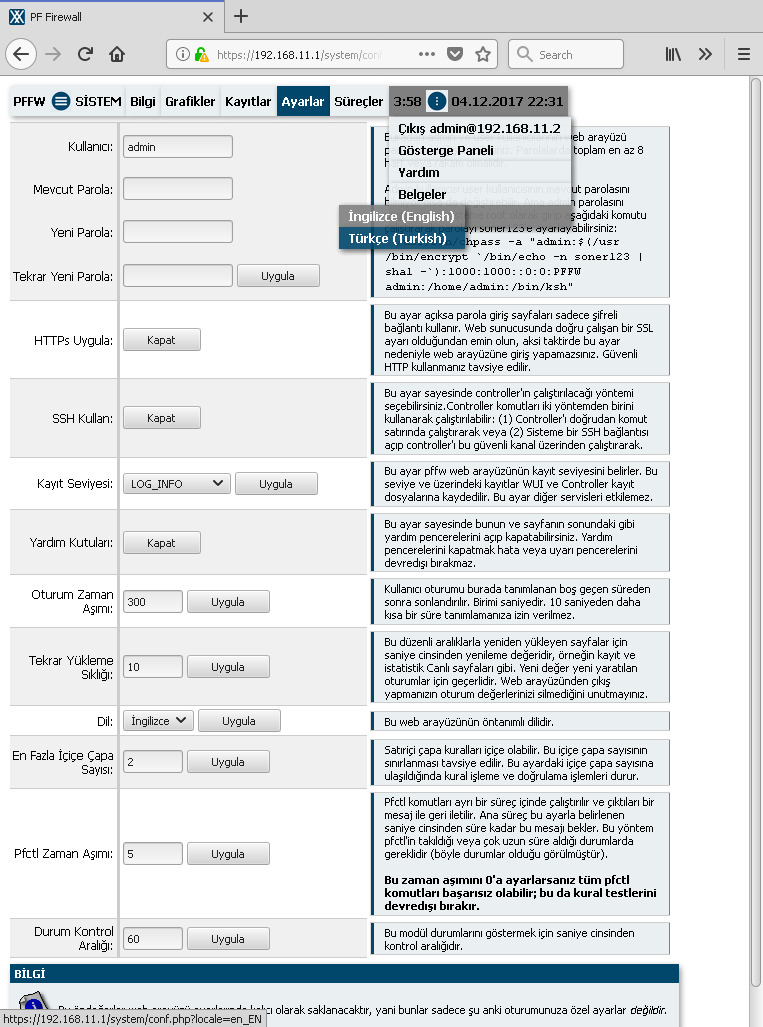 PF Firewall
https://192.168.11.1/system/conf
Search
PFFW SİSTEM Bilgi Grafikler Kayıtlar Ayarlar Süreçler 3:58 04.12.2017 22:31
Çıkış admin@192.168.11.2
Gösterge Paneli
Yardım
Belgeler
İngilizce (English)
Türkçe (Turkish)
Kullanıcı: admin
Mevcut Parola:
Yeni Parola:
Tekrar Yeni Parola: Uygula
web arayüzü
toplam en az 8
mevcut parolasını
parolasını
aşağıdaki komutu
parolayı soner123'e ayarlayabilirsiniz:
/chpass -a "admin:$(/usr
/bin/encrypt `/bin/echo -n soner123 |
sha1 -`):1000:1000::0:0:PFFW
admin:/home/admin:/bin/ksh"
HTTPs Uygula: Kapat
Bu ayar açıksa parola giriş sayfaları sadece şifreli
bağlantı kullanır. Web sunucusunda doğru çalışan bir SSL
ayarı olduğundan emin olun, aksi taktirde bu ayar
nedeniyle web arayüzüne giriş yapamazsınız. Güvenli
HTTP kullanmanız tavsiye edilir.
SSH Kullan: Kapat
Bu ayar sayesinde controller'ın çalıştırılacağı yöntemi
seçebilirsiniz.Controller komutları iki yöntemden birini
kullanarak çalıştırılabilir: (1) Controller'ı doğrudan komut
satırında çalıştırarak veya (2) Sisteme bir SSH bağlantısı
açıp controller'ı bu güvenli kanal üzerinden çalıştırarak.
Kayıt Seviyesi: LOG_INFO Uygula
Bu ayar pffw web arayüzünün kayıt seviyesini belirler. Bu
seviye ve üzerindeki kayıtlar WUI ve Controller kayıt
dosyalarına kaydedilir. Bu ayar diğer servisleri etkilemez.
Yardım Kutuları: Kapat
Bu ayar sayesinde bunun ve sayfanın sonundaki gibi
yardım pencerelerini açıp kapatabilirsiniz. Yardım
pencerelerini kapatmak hata veya uyarı pencerelerini
devredışı bırakmaz.
Oturum Zaman
Aşımı: 300 Uygula
Kullanıcı oturumu burada tanımlanan boş geçen süreden
sonra sonlandırılır. Birimi saniyedir. 10 saniyeden daha
kısa bir süre tanımlamanıza izin verilmez.
Tekrar Yükleme
Sıklığı: 10 Uygula
Bu düzenli aralıklarla yeniden yükleyen sayfalar için
saniye cinsinden yenileme değeridir, örneğin kayıt ve
istatistik Canlı sayfaları gibi. Yeni değer yeni yaratılan
oturumlar için geçerlidir. Web arayüzünden çıkış
yapmanızın oturum değerlerinizi silmediğini unutmayınız.
Dil: İngilizce Uygula
Bu web arayüzünün öntanımlı dilidir.
En Fazla İçiçe Çapa
Sayısı: 2 Uygula
Satıriçi çapa kuralları içiçe olabilir. Bu içiçe çapa sayısının
sınırlanması tavsiye edilir. Bu ayardaki içiçe çapa sayısına
ulaşıldığında kural işleme ve doğrulama işlemleri durur.
Pfctl Zaman Aşımı: 5 Uygula
Pfctl komutları ayrı bir süreç içinde çalıştırılır ve çıktıları bir
mesaj ile geri iletilir. Ana süreç bu ayarla belirlenen
saniye cinsinden süre kadar bu mesajı bekler. Bu yöntem
pfctl'in takıldığı veya çok uzun süre aldığı durumlarda
gereklidir (böyle durumlar olduğu görülmüştür).
Bu zaman aşımını 0'a ayarlarsanız tüm pfctl
komutları başarısız olabilir; bu da kural testlerini
devredışı bırakır.
Durum Kontrol
Aralığı: 60 Uygula
Bu modül durumlarını göstermek için saniye cinsinden
kontrol aralığıdır.
BİLGİ
olarak saklanacaktır, yani bunlar sadece şu anki oturumunuza özel ayarlar değildir.
https://192.168.11.1/system/conf.php?locale=en_EN